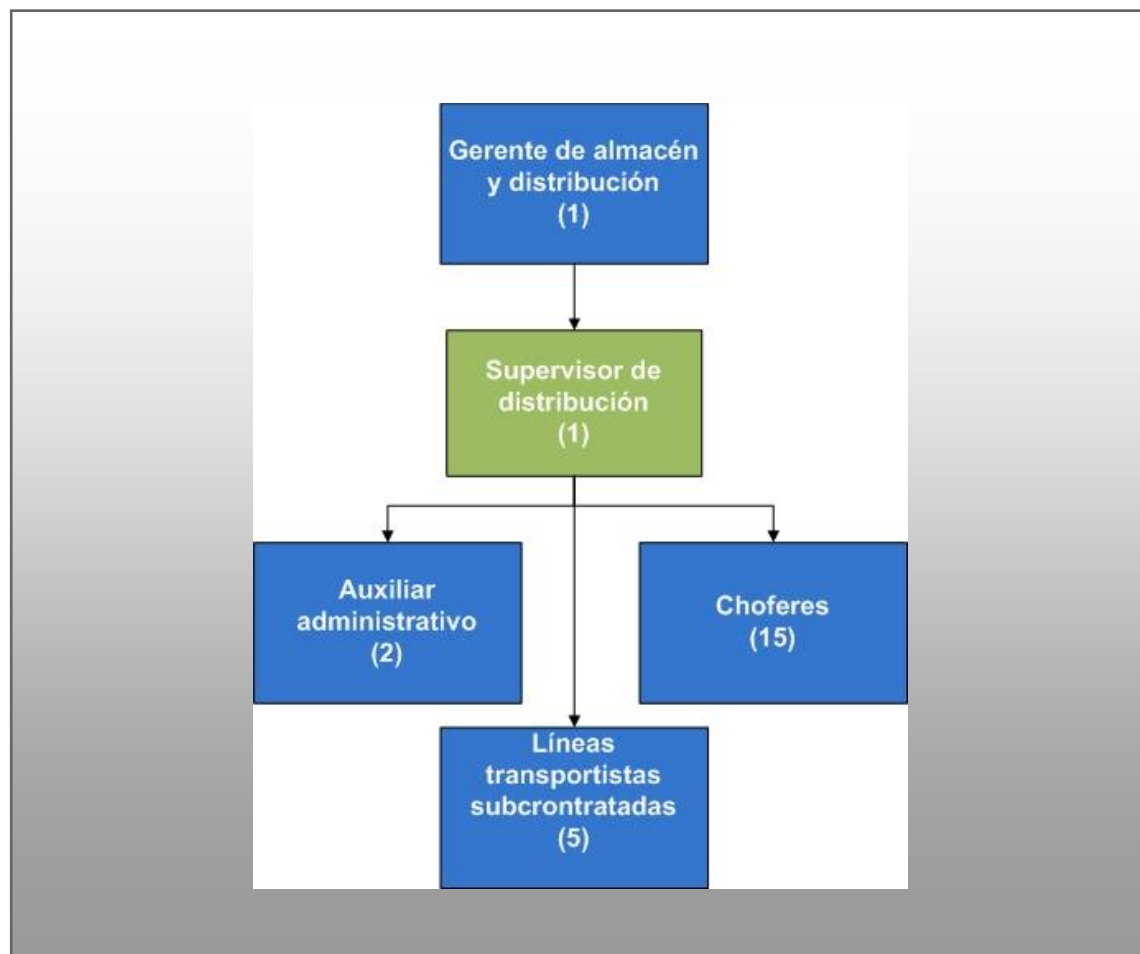 Gerente de almacén
y distribución
(1)
Supervisor de
distribución
(1)
Auxiliar
administrativo
(2)
Choferes
(15)
Líneas
transportistas
subcrontratadas
(5)